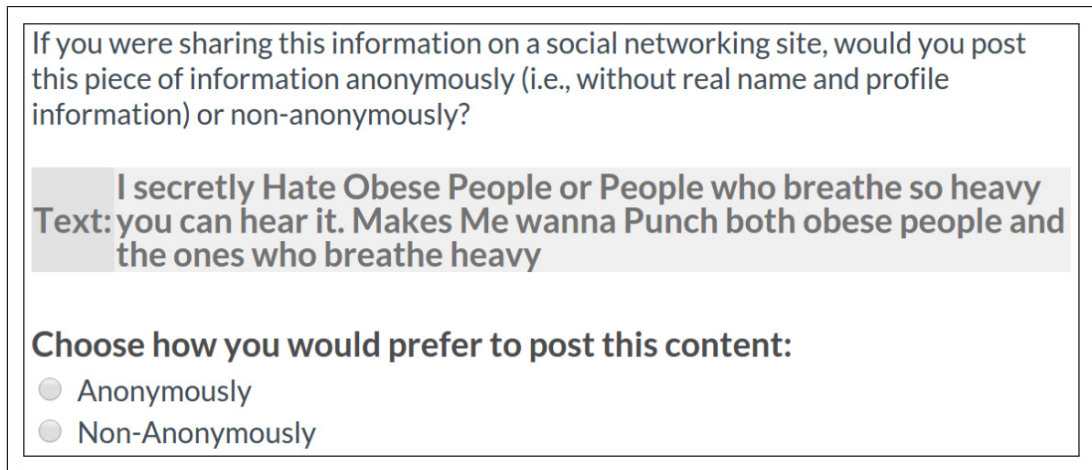 If you were sharing this information on a social networking site, would you post
this piece of information anonymously (i.e., without real name and profile
information) or non-anonymously?
I secretly Hate Obese People or People who breathe so heavy
Text: you can hear it. Makes Me wanna Punch both obese people and
the ones who breathe heavy
Choose how you would prefer to post this content:
Anonymously
Non-Anonymously